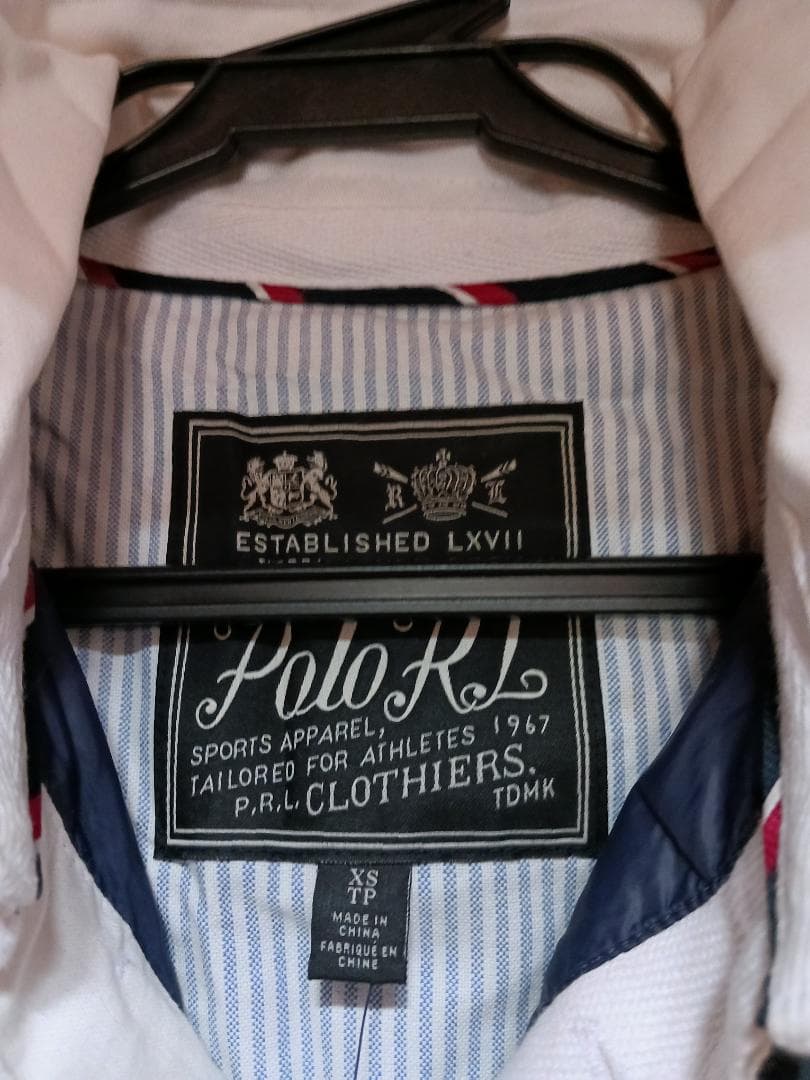 R L
ESTABLISHED LXVII
Polo RL
SPORTS APPAREL, 1967
TAILORED FOR ATHLETES
P.R.L. CLOTHIERS.
TDMK
XS
TP
MADE IN
CHINA
FABRIQUÉ EN
CHINE